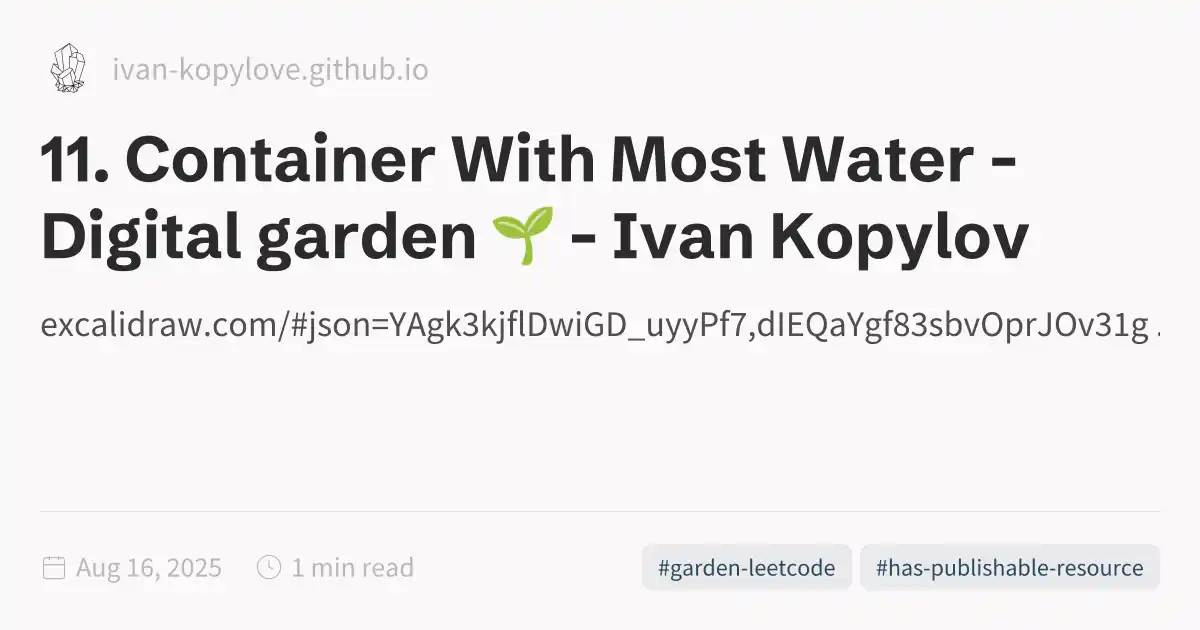 ivan-kopylove.github.io
11. Container With Most Water -
Digital garden 🌱 - Ivan Kopylov
excalidraw.com/#json=YAgk3kjflDwiGD_uyyPf7,dIEQaYgf83sbvOprJOv31g .
Aug 16, 2025 1 min read #garden-leetcode #has-publishable-resource